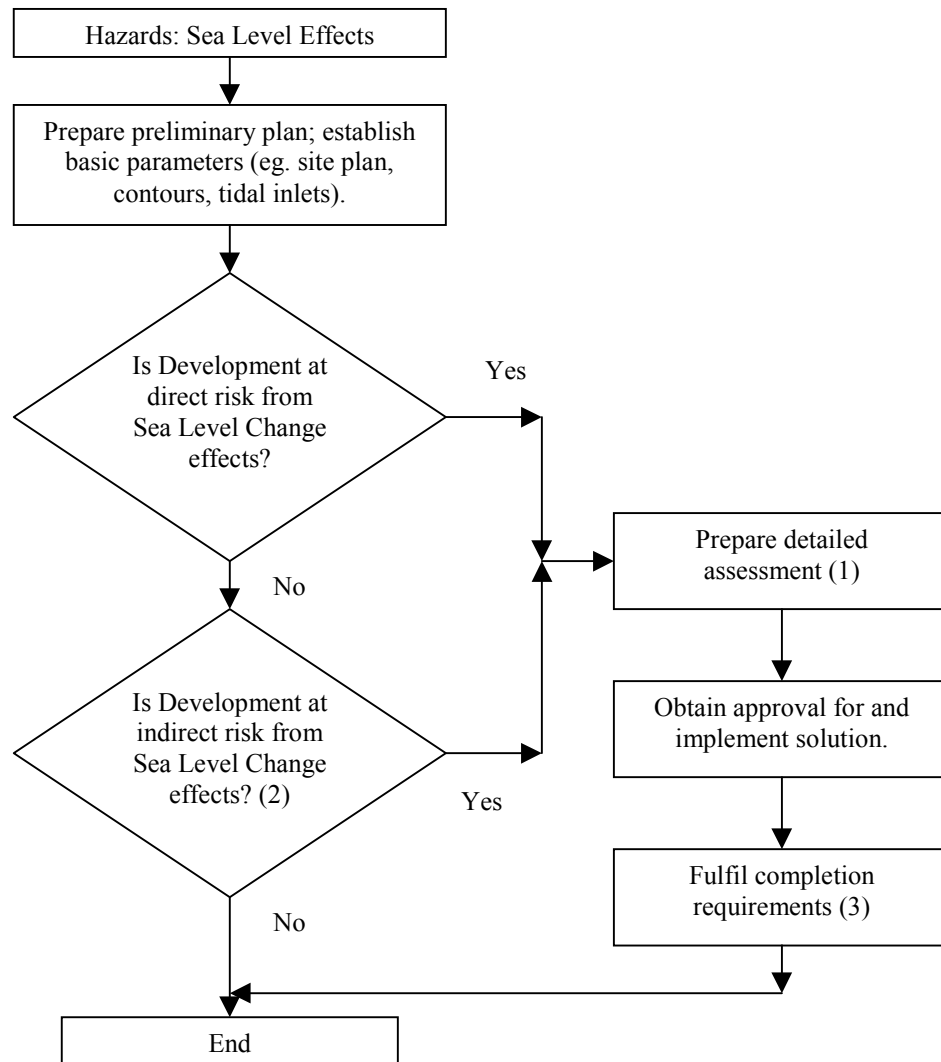 Hazards: Sea Level Effects
Prepare preliminary plan; establish
basic parameters (eg. site plan,
contours, tidal inlets).
Is Development at
direct risk from
Sea Level Change
effects?
Yes
No
Is Development at
indirect risk from
Sea Level Change
effects? (2)
Yes
No
Prepare detailed
assessment (1)
Obtain approval for and
implement solution.
Fulfil completion
requirements (3)
End